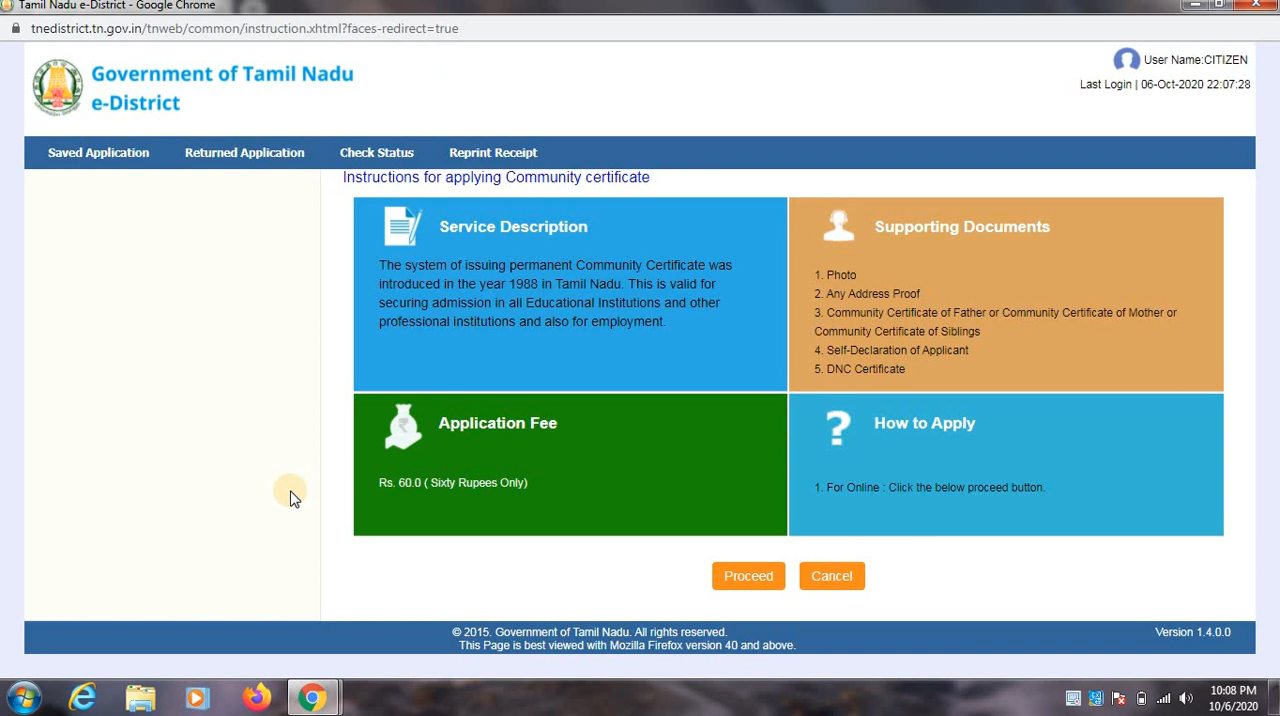 Tamil Nadu e-District - Google Chrome
tnedistrict.tn.gov.in/tnweb/common/instruction.xhtml?faces-redirect=true
Government of Tamil Nadu
e-District
User Name:CITIZEN
Last Login | 06-Oct-2020 22:07:28
Saved Application Returned Application Check Status Reprint Receipt
Instructions for applying Community certificate
Service Description
The system of issuing permanent Community Certificate was
introduced in the year 1988 in Tamil Nadu. This is valid for
securing admission in all Educational Institutions and other
professional institutions and also for employment.
Supporting Documents
1. Photo
2. Any Address Proof
3. Community Certificate of Father or Community Certificate of Mother or
Community Certificate of Siblings
4. Self-Declaration of Applicant
5. DNC Certificate
Application Fee
Rs. 60.0 ( Sixty Rupees Only)
How to Apply
1. For Online : Click the below proceed button.
Proceed Cancel
© 2015. Government of Tamil Nadu. All rights reserved.
This Page is best viewed with Mozilla Firefox version 40 and above.
Version 1.4.0.0
10:08 PM
10/6/2020